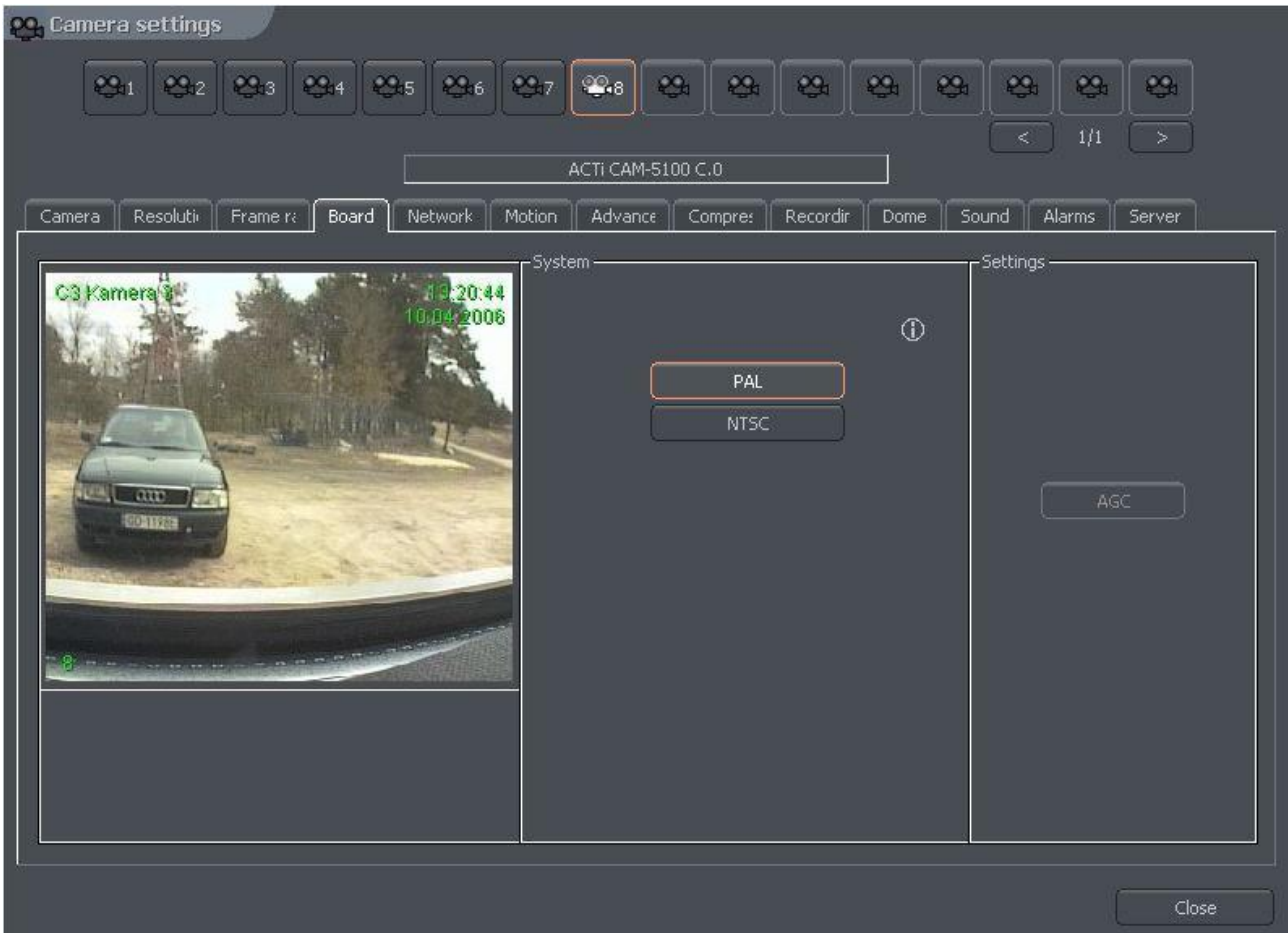 Camera settings
1 2 3 4 5 6 7 8
< 1/1 >
ACTi CAM-5100 C.0
Camera Resoluti Frame ra Board Network Motion Advance Compres Recordin Dome Sound Alarms Server
C3 Kamera 8
13:20:44
10.04.2006
8
System
PAL
NTSC
Settings
AGC
Close